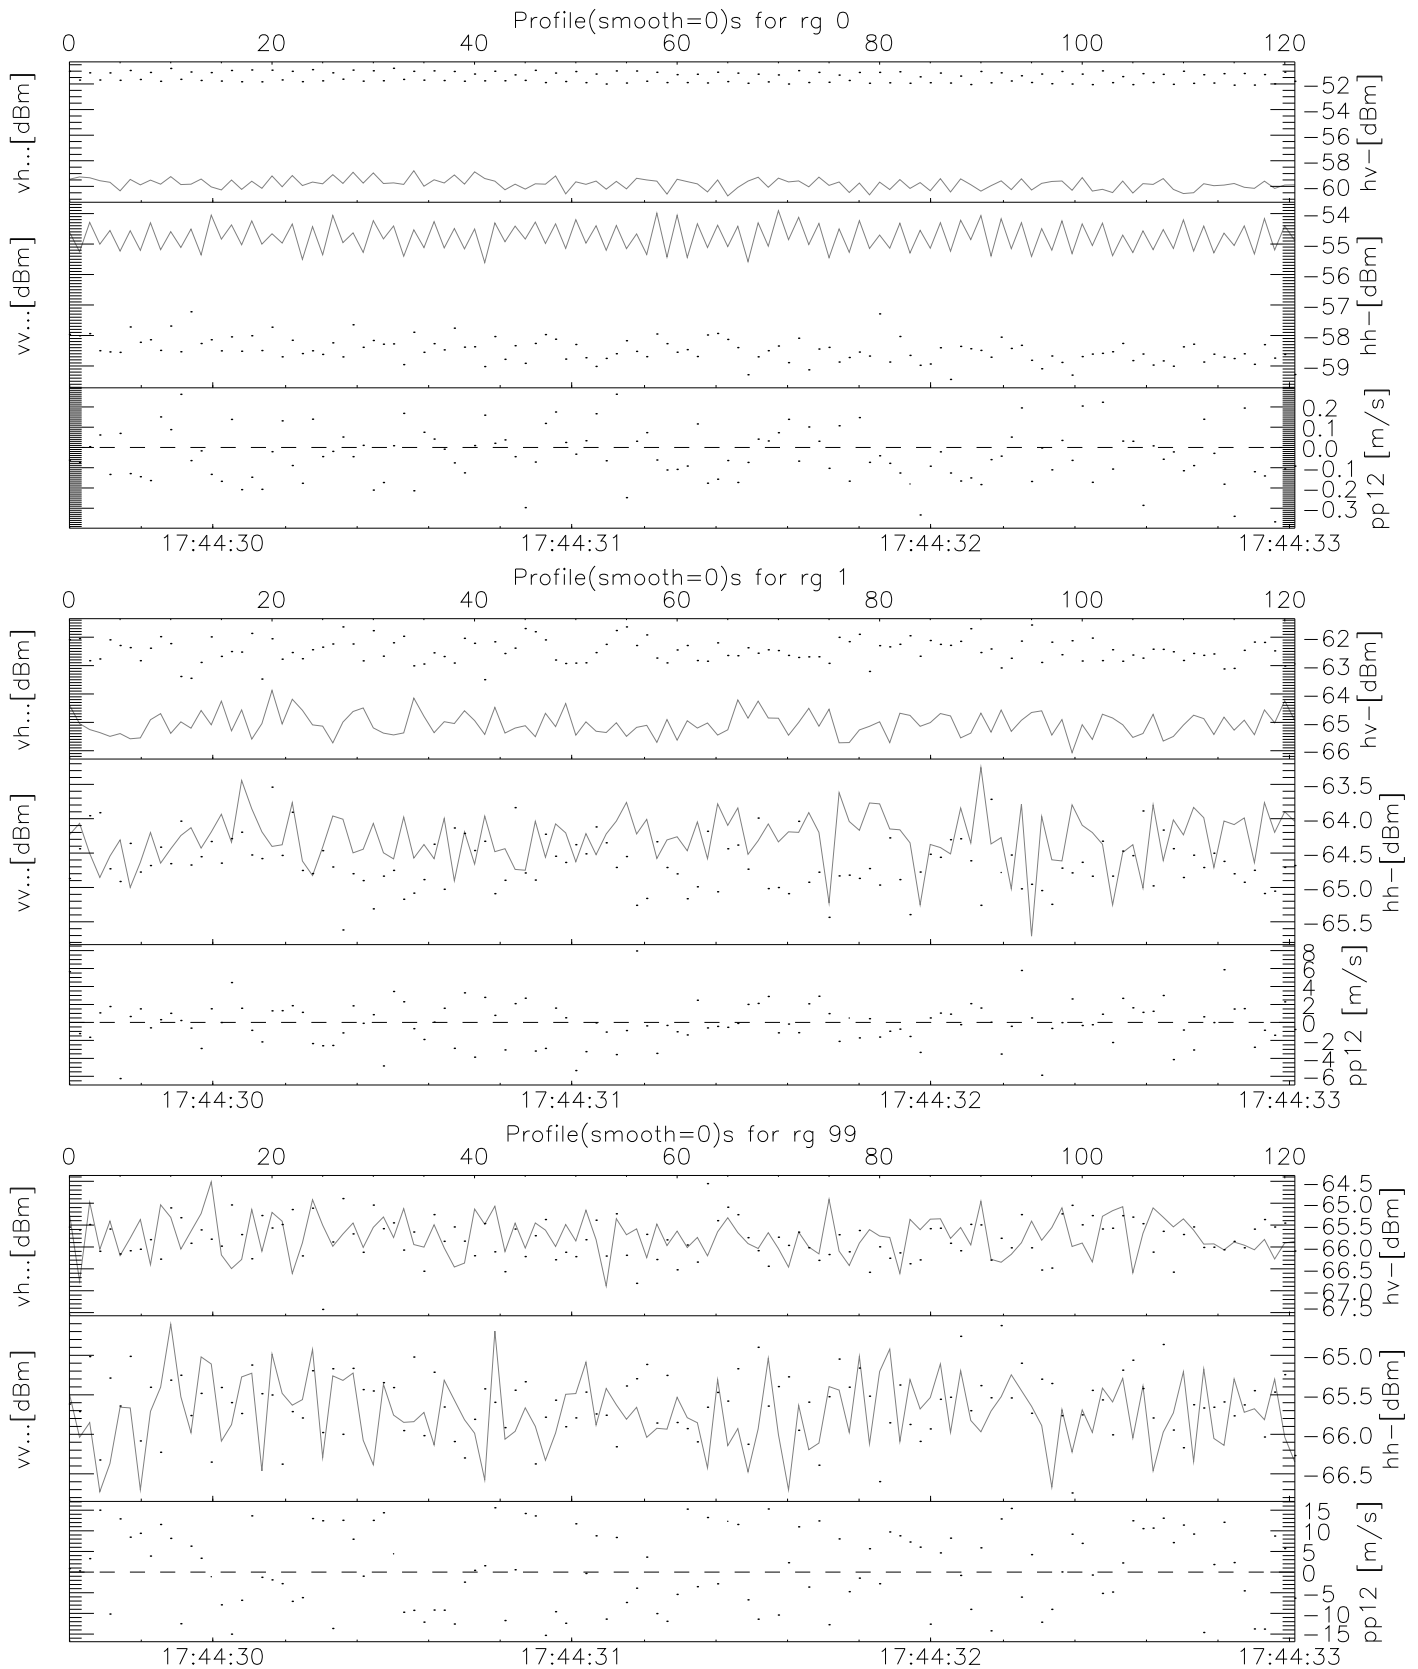 Profile(smooth=0)s for rg 0
0 20 40 60 80 100 120
vh...[dBm]
-52
-54
-56
-58
-60
hv-[dBm]
vv...[dBm]
-54
-55
-56
-57
-58
-59
hh-[dBm]
0.2
0.1
0.0
-0.1
-0.2
-0.3
pp12 [m/s]
17:44:30 17:44:31 17:44:32 17:44:33
Profile(smooth=0)s for rg 1
0 20 40 60 80 100 120
vh...[dBm]
-62
-63
-64
-65
-66
hv-[dBm]
vv...[dBm]
-63.5
-64.0
-64.5
-65.0
-65.5
hh-[dBm]
8
6
4
2
0
-2
-4
-6
pp12 [m/s]
17:44:30 17:44:31 17:44:32 17:44:33
Profile(smooth=0)s for rg 99
0 20 40 60 80 100 120
vh...[dBm]
-64.5
-65.0
-65.5
-66.0
-66.5
-67.0
-67.5
hv-[dBm]
vv...[dBm]
-65.0
-65.5
-66.0
-66.5
hh-[dBm]
15
10
5
0
-5
-10
-15
pp12 [m/s]
17:44:30 17:44:31 17:44:32 17:44:33